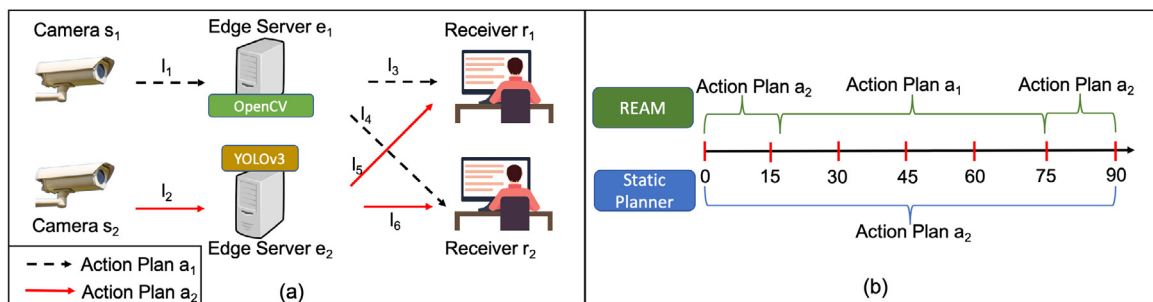 Camera s1
Edge Server e1
Receiver r1
l1
l3
OpenCV
l4
YOLOv3
l5
l2
l6
Camera s2
Edge Server e2
Receiver r2
Action Plan a1
Action Plan a2
(a)
Action Plan a2
Action Plan a1
Action Plan a2
REAM
0 15 30 45 60 75 90
Static
Planner
Action Plan a2
(b)